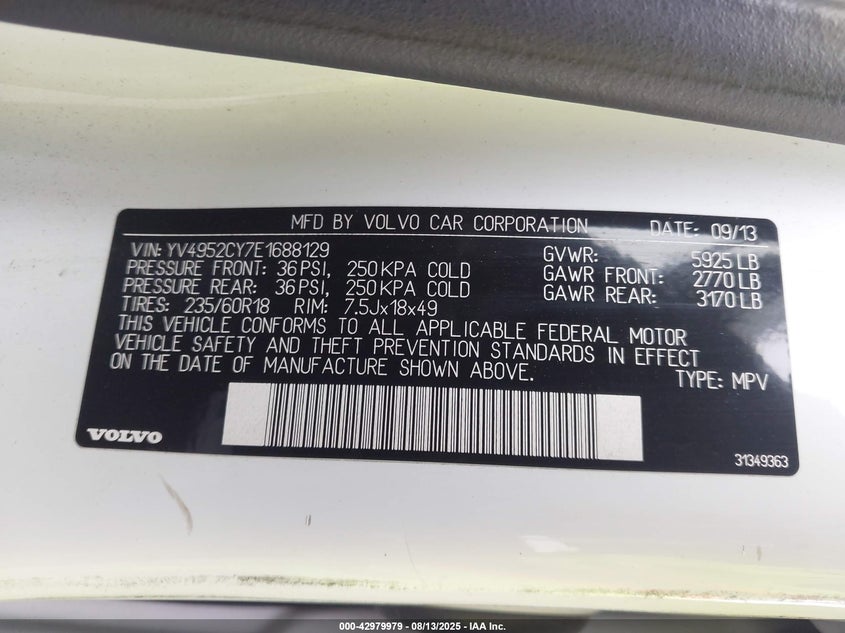 MFD BY VOLVO CAR CORPORATION DATE: 09/13
VIN: YV4952CY7E1688129 GVWR: 5925 LB
PRESSURE FRONT: 36 PSI, 250 KPA COLD GAWR FRONT: 2770 LB
PRESSURE REAR: 36 PSI, 250 KPA COLD GAWR REAR: 3170 LB
TIRES: 235/60R18 RIM: 7.5Jx18x49
THIS VEHICLE CONFORMS TO ALL APPLICABLE FEDERAL MOTOR
VEHICLE SAFETY AND THEFT PREVENTION STANDARDS IN EFFECT
ON THE DATE OF MANUFACTURE SHOWN ABOVE.
TYPE: MPV
VOLVO
31349363
000-42979979 - 08/13/2025 - IAA Inc.